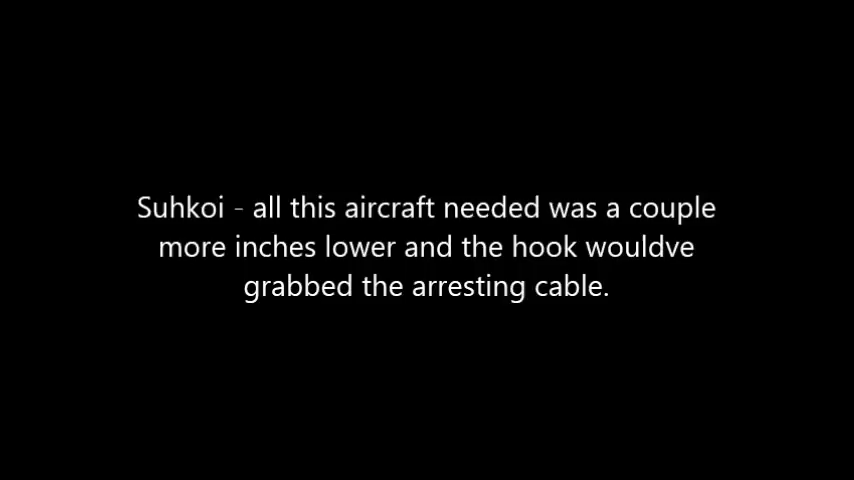 Suhkoi - all this aircraft needed was a couple
more inches lower and the hook wouldve
grabbed the arresting cable.